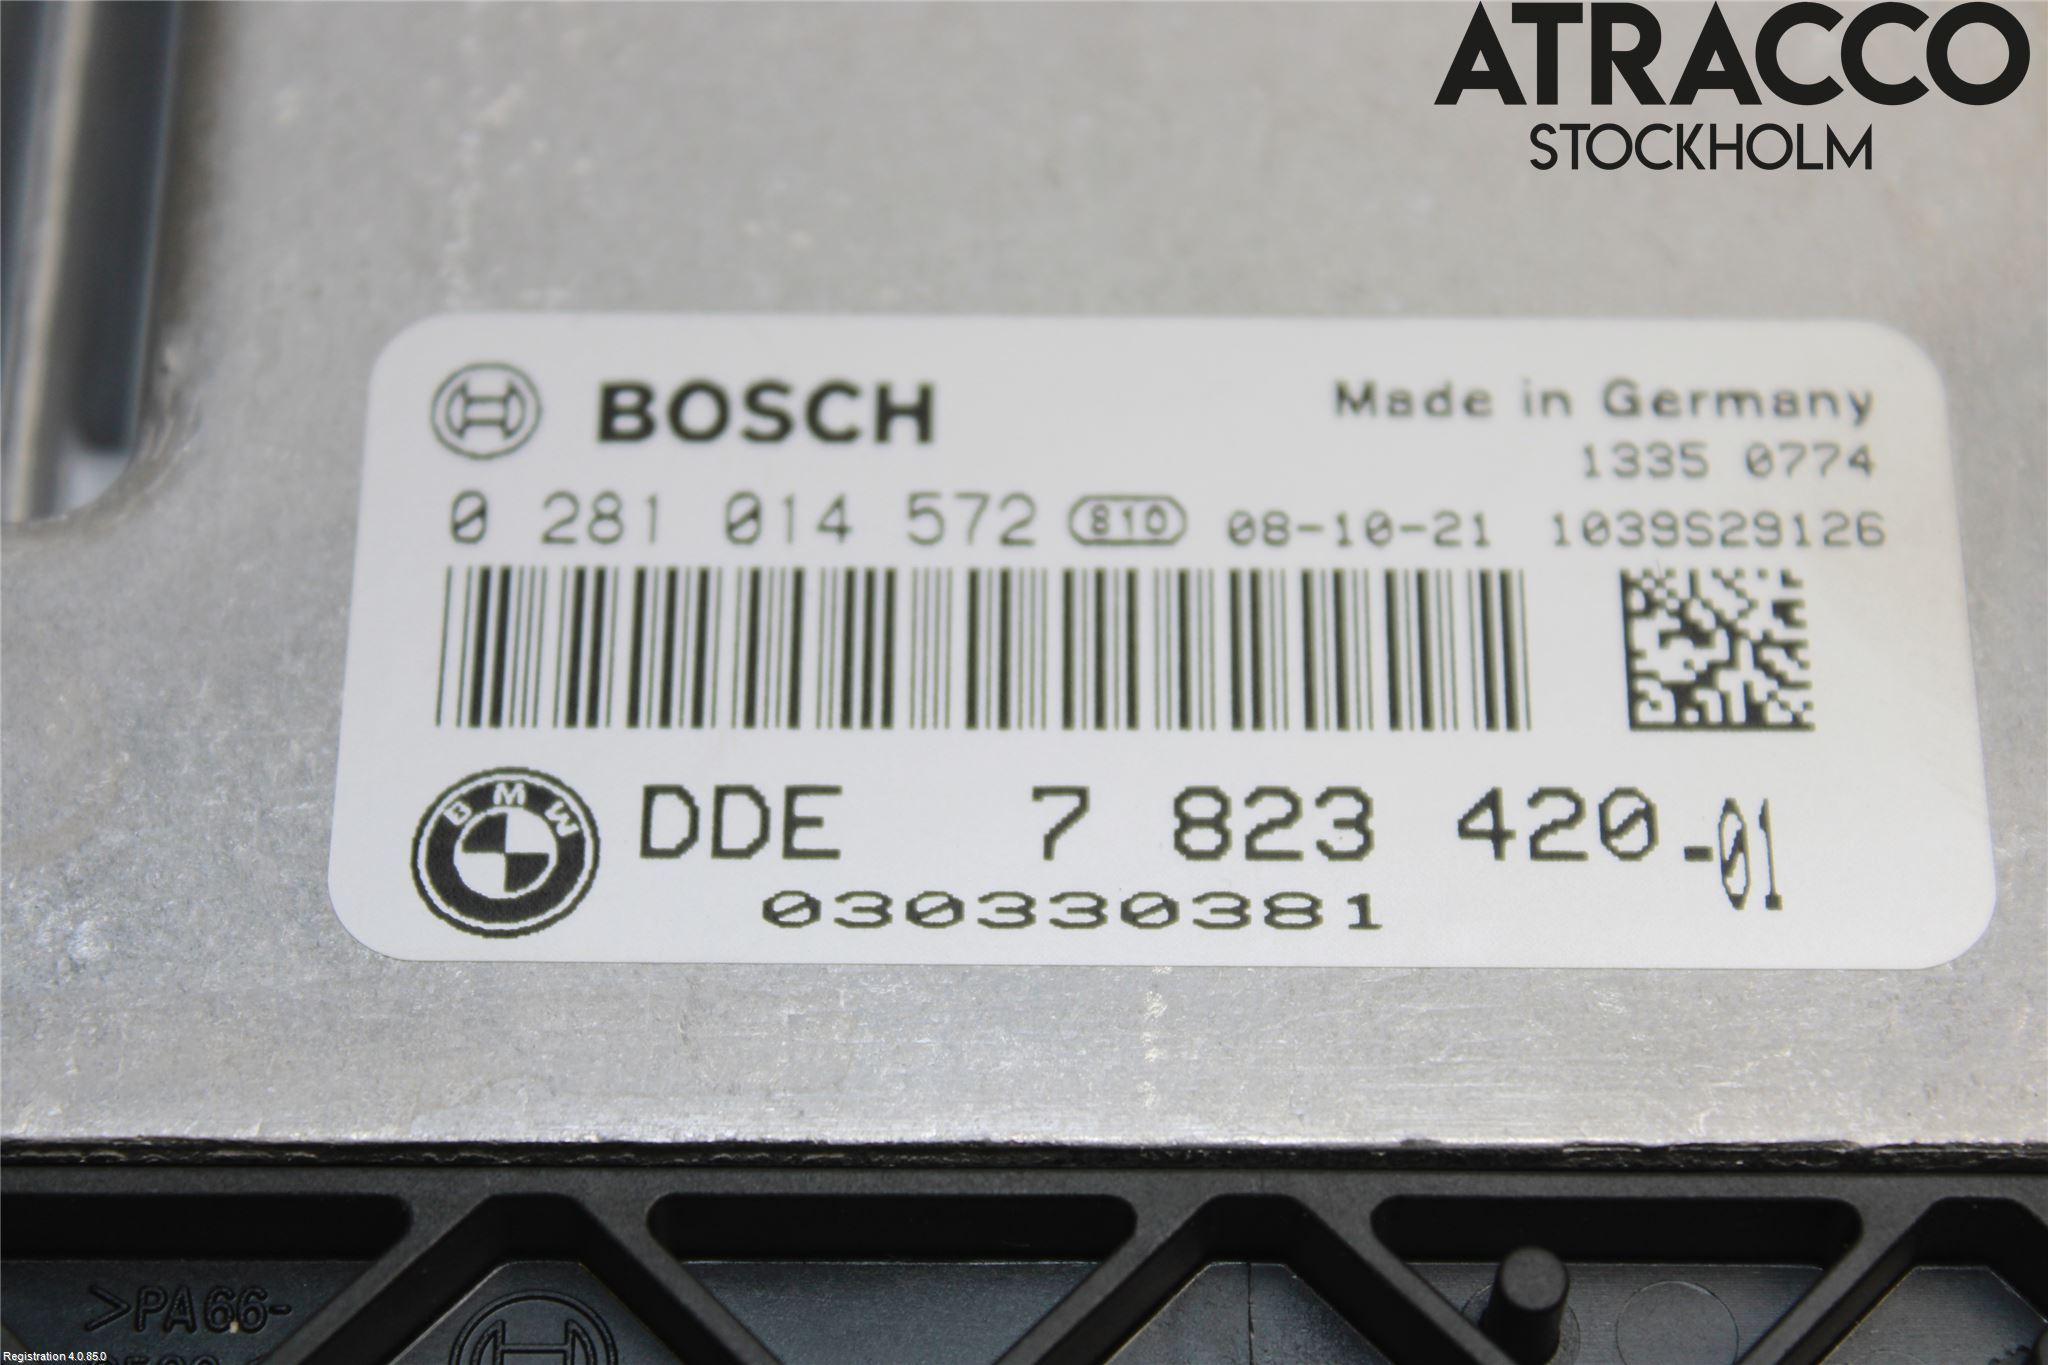 ATRACCO
STOCKHOLM
BOSCH
Made in Germany
1335 0774
0 281 014 572 810 08-10-21 1039S29126
BMW DDE 7 823 420-01
030330381
>PA66-
Registration 4.0.85.0